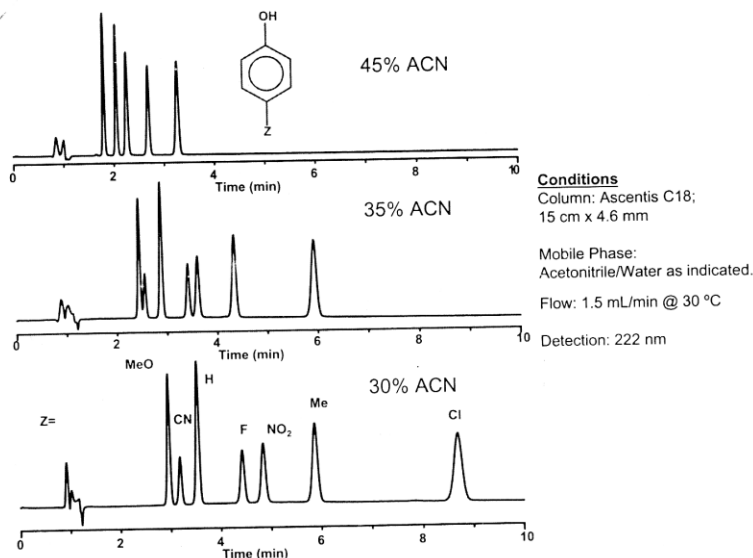 OH
45% ACN
Z
0 2 4 6 8 10
Time (min)
35% ACN
0 2 4 6 8 10
Time (min)
MeO
H
30% ACN
Z=
CN
F
NO₂
Me
Cl
0 2 4 6 8 10
Time (min)
Conditions
Column: Ascentis C18;
15 cm x 4.6 mm
Mobile Phase:
Acetonitrile/Water as indicated.
Flow: 1.5 mL/min @ 30 ºC
Detection: 222 nm